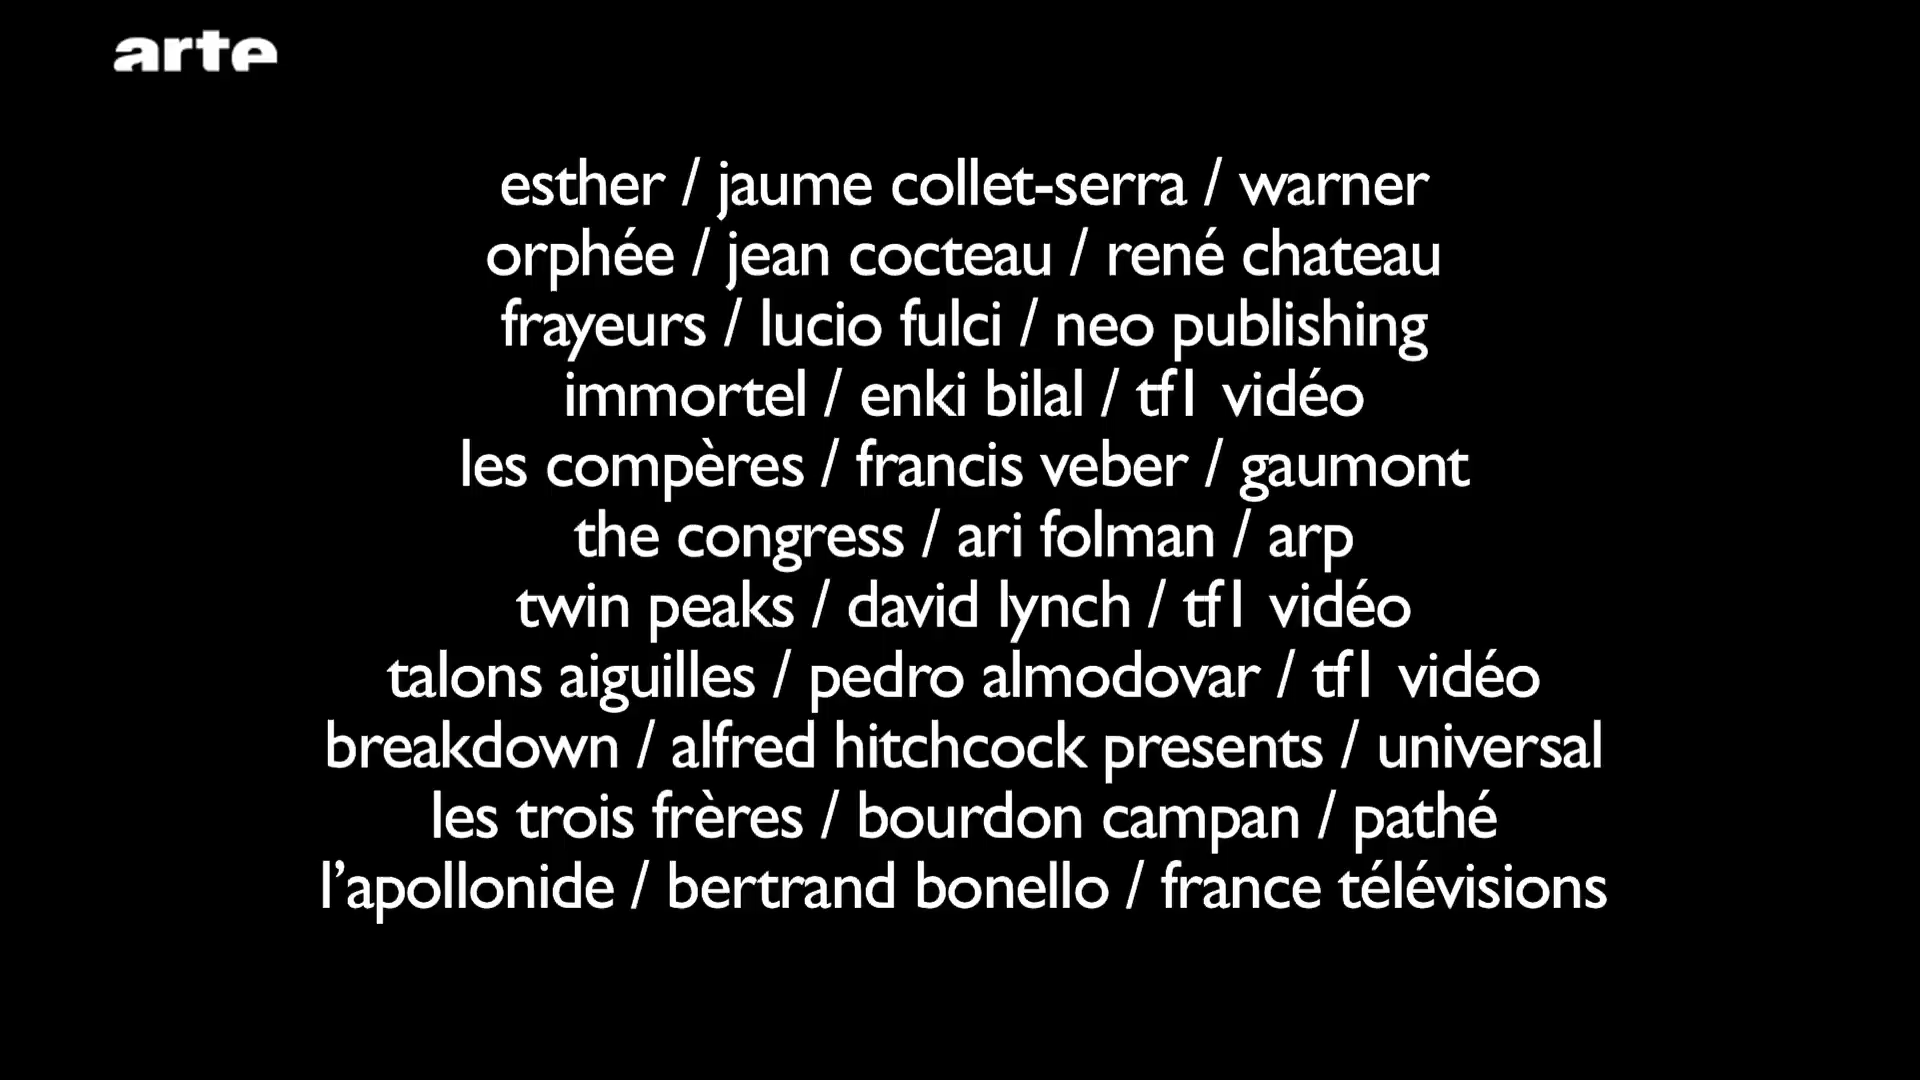 arte
esther / jaume collet-serra / warner
orphée / jean cocteau / rené chateau
frayeurs / lucio fulci / neo publishing
immortel / enki bilal / tf1 vidéo
les compères / francis veber / gaumont
the congress / ari folman / arp
twin peaks / david lynch / tf1 vidéo
talons aiguilles / pedro almodovar / tf1 vidéo
breakdown / alfred hitchcock presents / universal
les trois frères / bourdon campan / pathé
l’apollonide / bertrand bonello / france télévisions